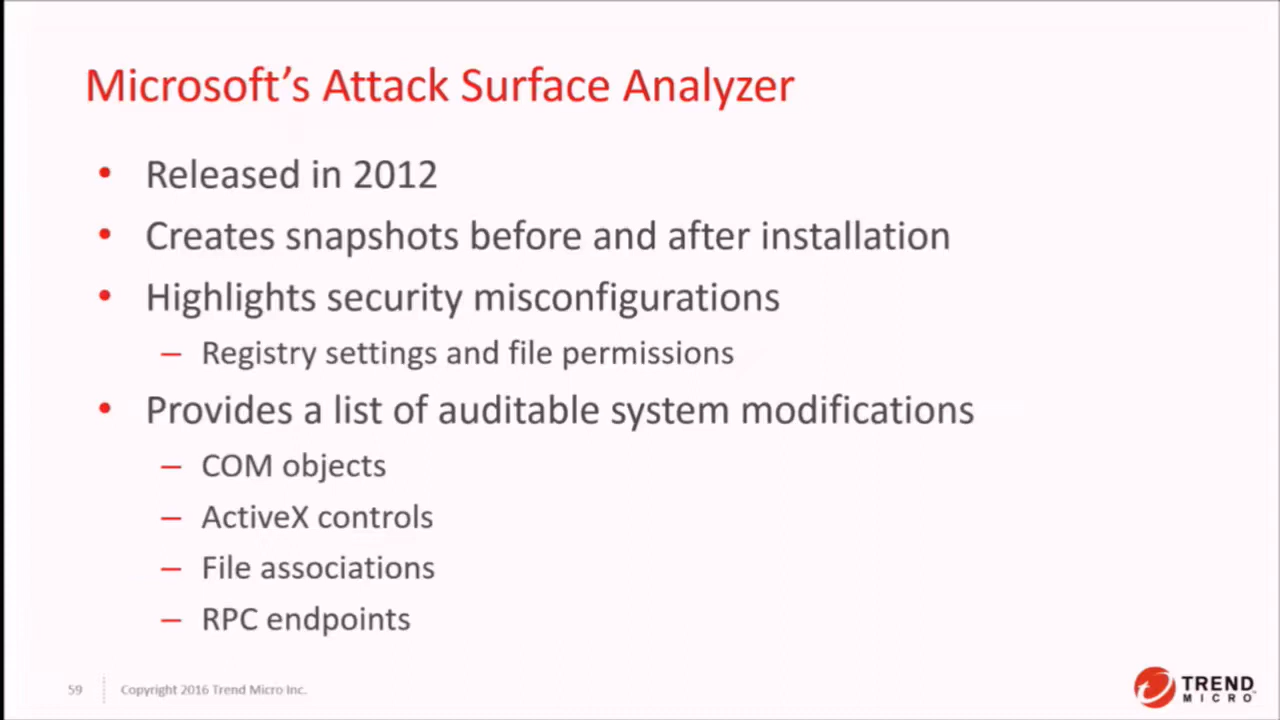 Microsoft’s Attack Surface Analyzer
• Released in 2012
• Creates snapshots before and after installation
• Highlights security misconfigurations
– Registry settings and file permissions
• Provides a list of auditable system modifications
– COM objects
– ActiveX controls
– File associations
– RPC endpoints
59
Copyright 2016 Trend Micro Inc.
TREND
MICRO